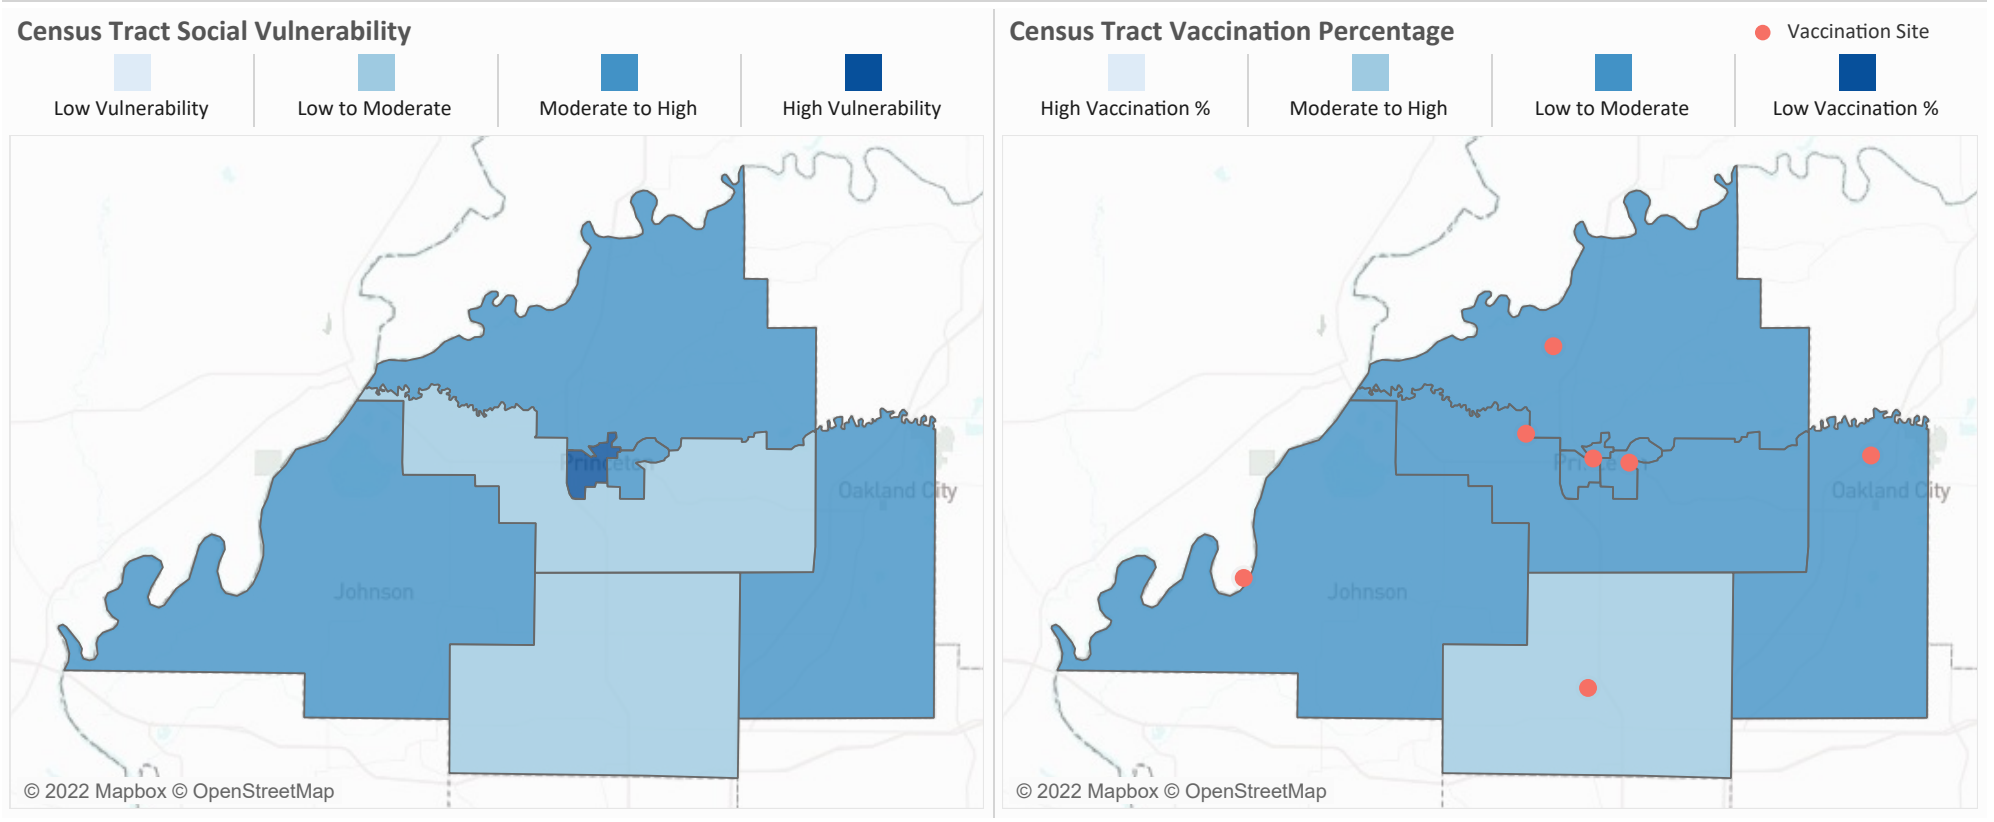 Census Tract Social Vulnerability
Low Vulnerability
Low to Moderate
Moderate to High
High Vulnerability
Princeton
Oakland City
Johnson
© 2022 Mapbox © OpenStreetMap
Census Tract Vaccination Percentage
Vaccination Site
High Vaccination %
Moderate to High
Low to Moderate
Low Vaccination %
Princeton
Oakland City
Johnson
© 2022 Mapbox © OpenStreetMap